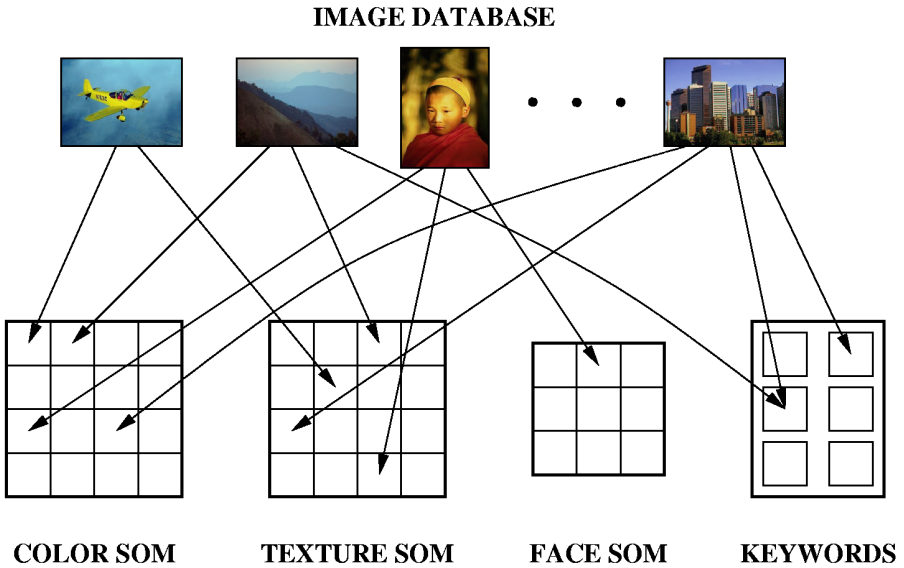 IMAGE DATABASE
COLOR SOM
TEXTURE SOM
FACE SOM
KEYWORDS